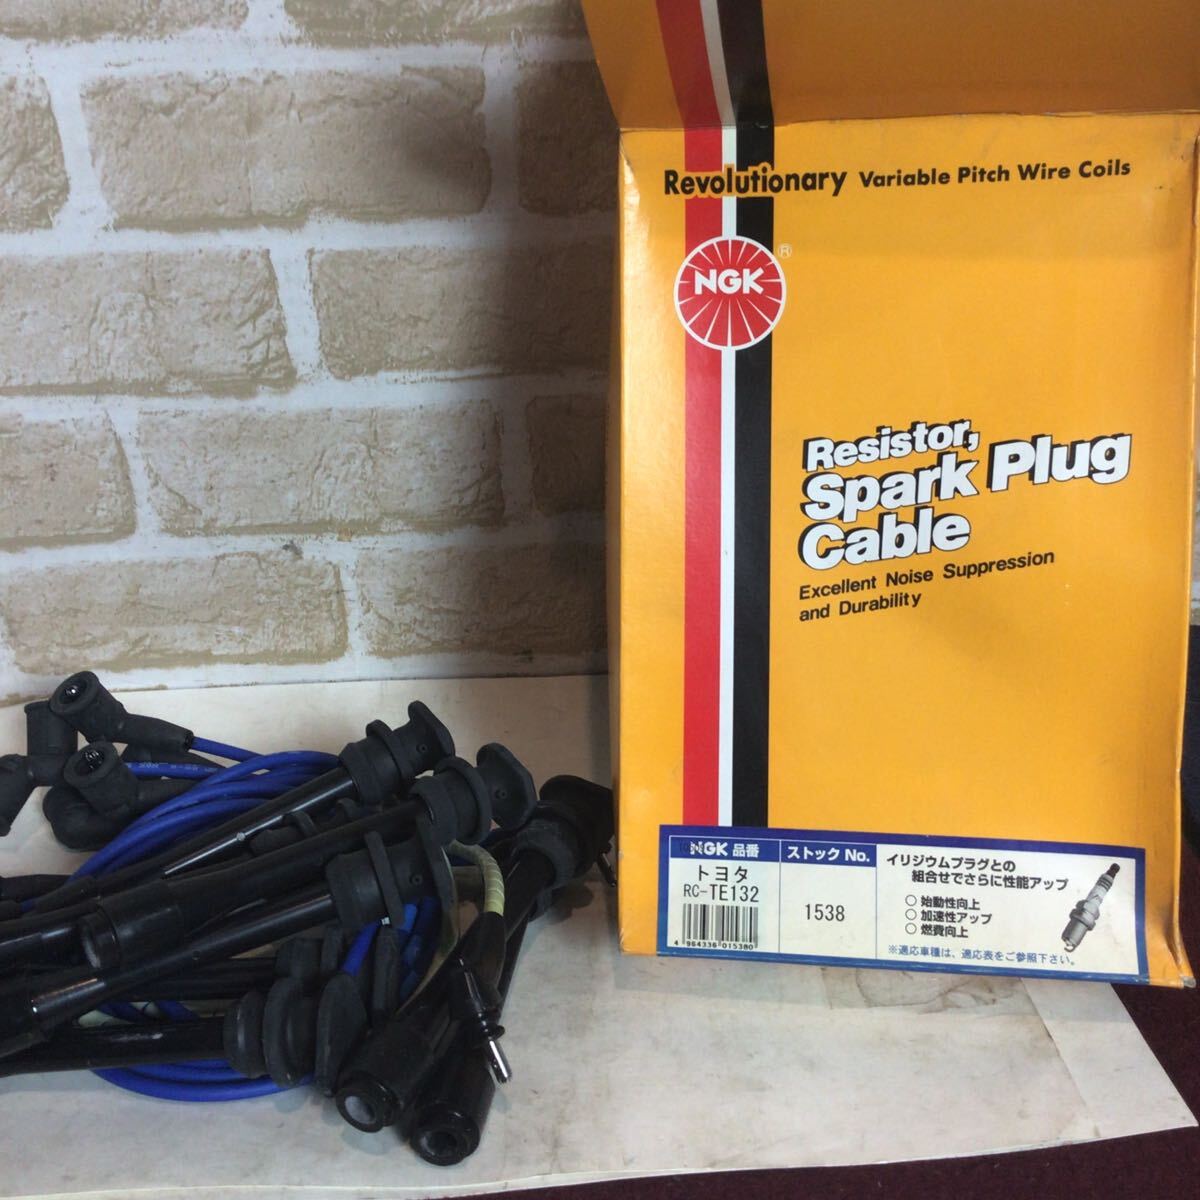 Revolutionary Variable Pitch Wire Coils
NGK
®
Resistor,
Spark Plug
Cable
Excellent Noise Suppression
and Durability
NGK 品番
トヨタ
RC-TE132
4 964336 015380
ストック No.
1538
イリジウムプラグとの
組合せでさらに性能アップ
○ 始動性向上
○ 加速性アップ
○ 燃費向上
※適応車種は、適応表をご参照下さい。